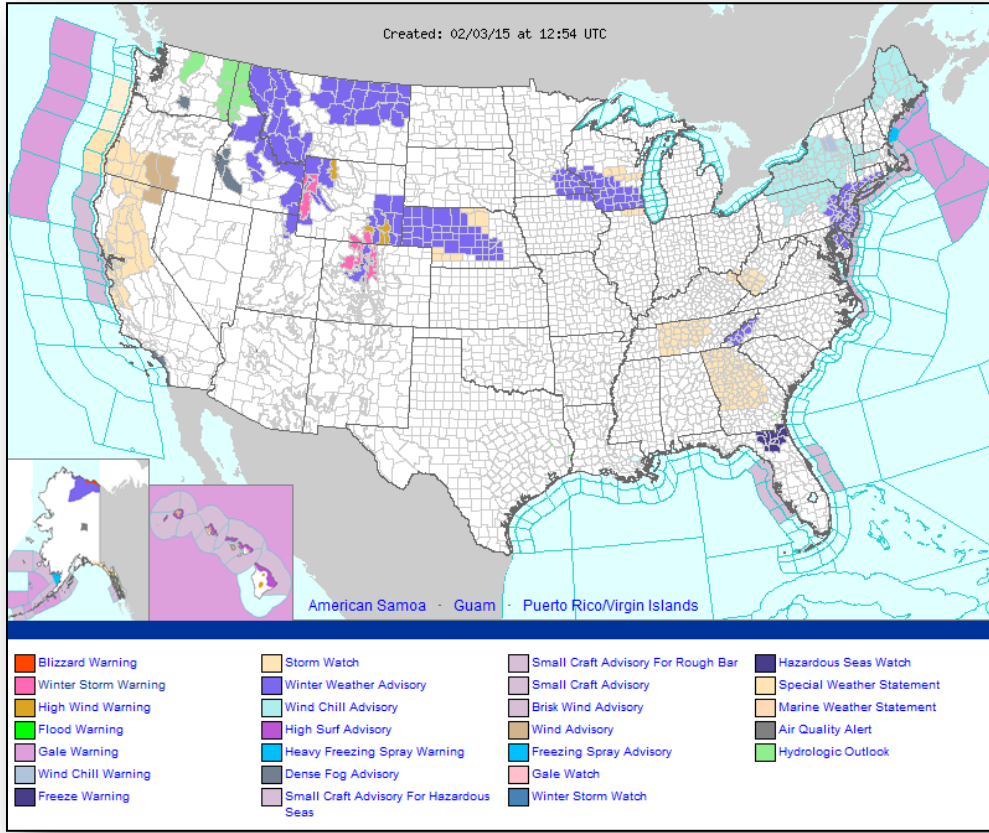 Created: 02/03/15 at 12:54 UTC
American Samoa · Guam · Puerto Rico/Virgin Islands
Blizzard Warning
Winter Storm Warning
High Wind Warning
Flood Warning
Gale Warning
Wind Chill Warning
Freeze Warning
Storm Watch
Winter Weather Advisory
Wind Chill Advisory
High Surf Advisory
Heavy Freezing Spray Warning
Dense Fog Advisory
Small Craft Advisory For Hazardous
Seas
Small Craft Advisory For Rough Bar
Small Craft Advisory
Brisk Wind Advisory
Wind Advisory
Freezing Spray Advisory
Gale Watch
Winter Storm Watch
Hazardous Seas Watch
Special Weather Statement
Marine Weather Statement
Air Quality Alert
Hydrologic Outlook